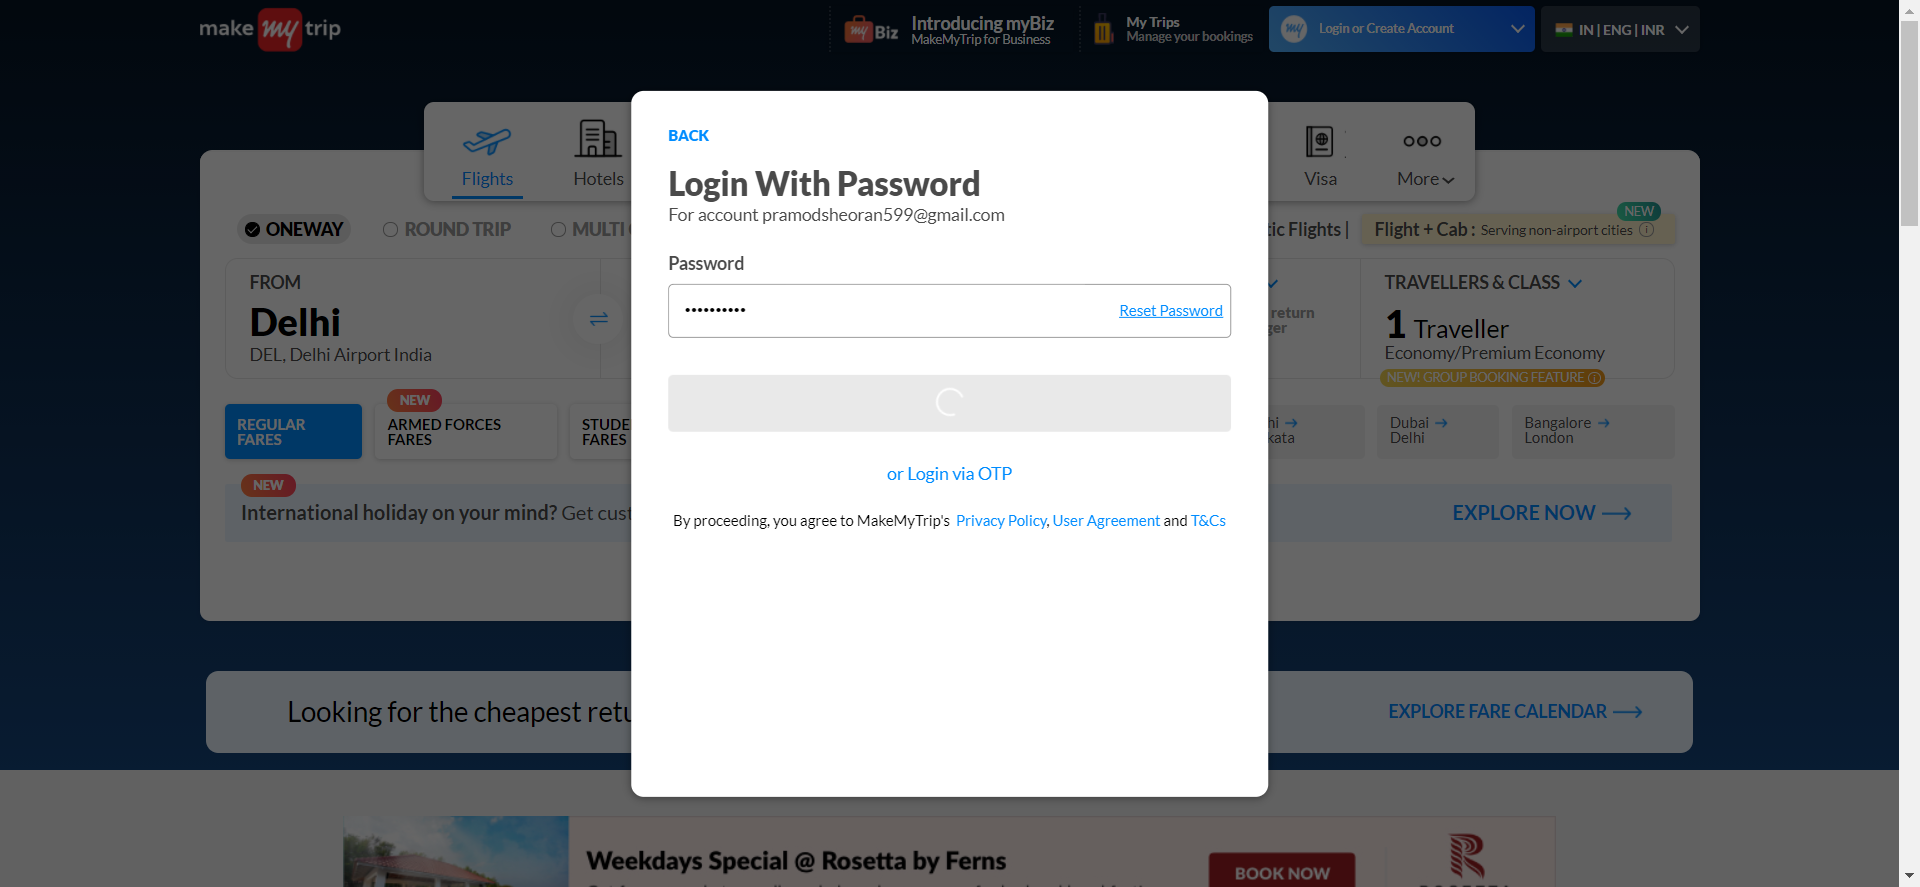 make my trip
my Biz
Introducing myBiz
MakeMyTrip for Business
My Trips
Manage your bookings
my
Login or Create Account
IN | ENG | INR
Flights
Hotels
Visa
More
ONEWAY
ROUND TRIP
MULTI
Flights |
NEW
Flight + Cab : Serving non-airport cities
FROM
Delhi
DEL, Delhi Airport India
return
TRAVELLERS & CLASS
1 Traveller
Economy/Premium Economy
NEW! GROUP BOOKING FEATURE
REGULAR
FARES
NEW
ARMED FORCES
FARES
STUDE
FARES
Dubai
Delhi
Bangalore
London
NEW
International holiday on your mind? Get cust
EXPLORE NOW
Looking for the cheapest retu
EXPLORE FARE CALENDAR
BACK
Login With Password
For account pramodsheoran599@gmail.com
Password
••••••••••
Reset Password
or Login via OTP
By proceeding, you agree to MakeMyTrip's Privacy Policy, User Agreement and T&Cs
Weekdays Special @ Rosetta by Ferns
BOOK NOW